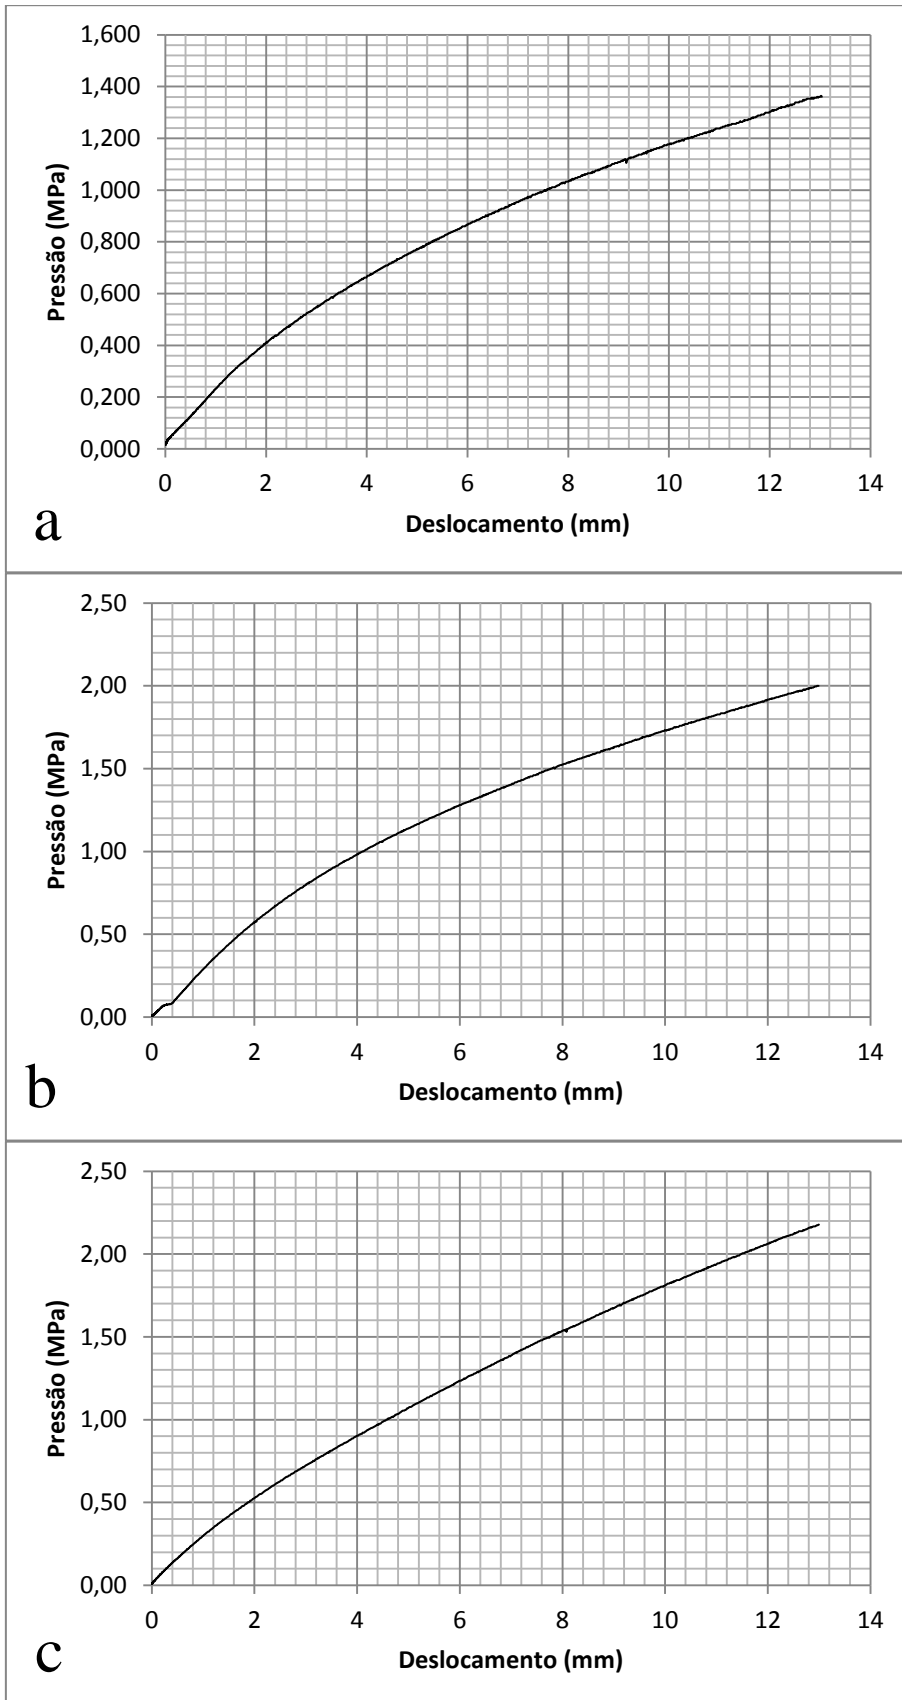 1,600
1,400
1,200
1,000
0,800
0,600
0,400
0,200
0,000
Pressão (MPa)
0 2 4 6 8 10 12 14
Deslocamento (mm)
a
2,50
2,00
1,50
1,00
0,50
0,00
Pressão (MPa)
0 2 4 6 8 10 12 14
Deslocamento (mm)
b
2,50
2,00
1,50
1,00
0,50
0,00
Pressão (MPa)
0 2 4 6 8 10 12 14
Deslocamento (mm)
c